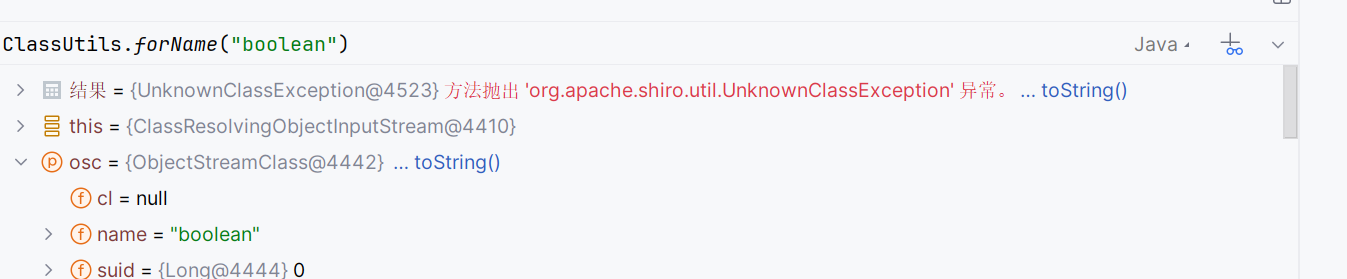 ClassUtils.forName("boolean") Java
结果 = {UnknownClassException@4523} 方法抛出 'org.apache.shiro.util.UnknownClassException' 异常。 ... toString()
this = {ClassResolvingObjectInputStream@4410}
osc = {ObjectStreamClass@4442} ... toString()
cl = null
name = "boolean"
suid = {Long@4444} 0